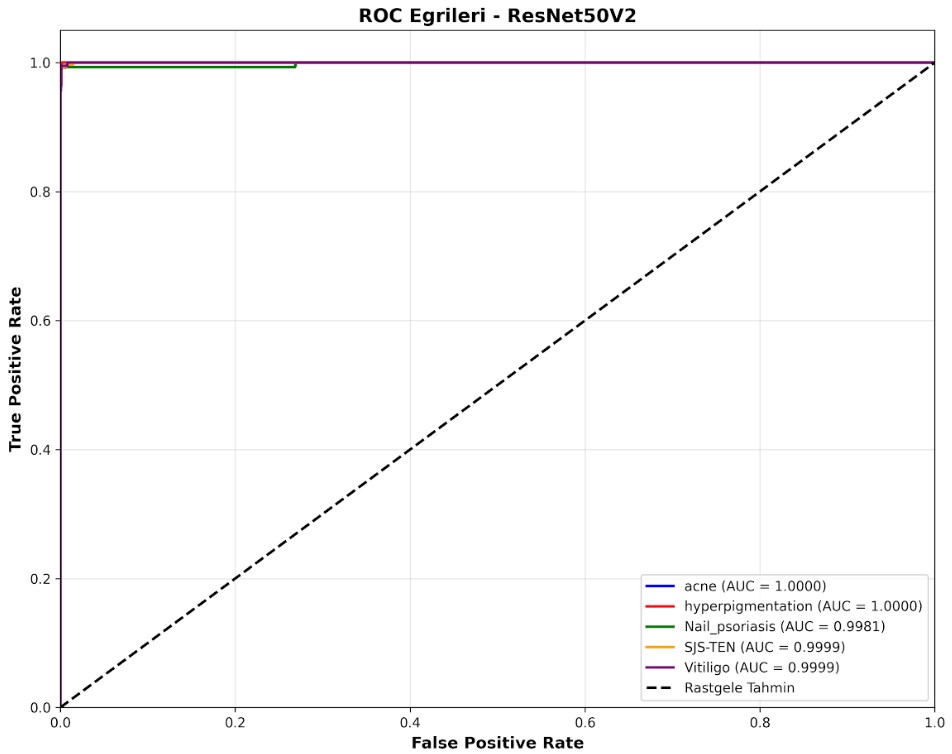 ROC Egrileri - ResNet50V2
True Positive Rate
1.0
0.8
0.6
0.4
0.2
0.0
acne (AUC = 1.0000)
hyperpigmentation (AUC = 1.0000)
Nail_psoriasis (AUC = 0.9981)
SJS-TEN (AUC = 0.9999)
Vitiligo (AUC = 0.9999)
Rastgele Tahmin
0.0 0.2 0.4 0.6 0.8 1.0
False Positive Rate